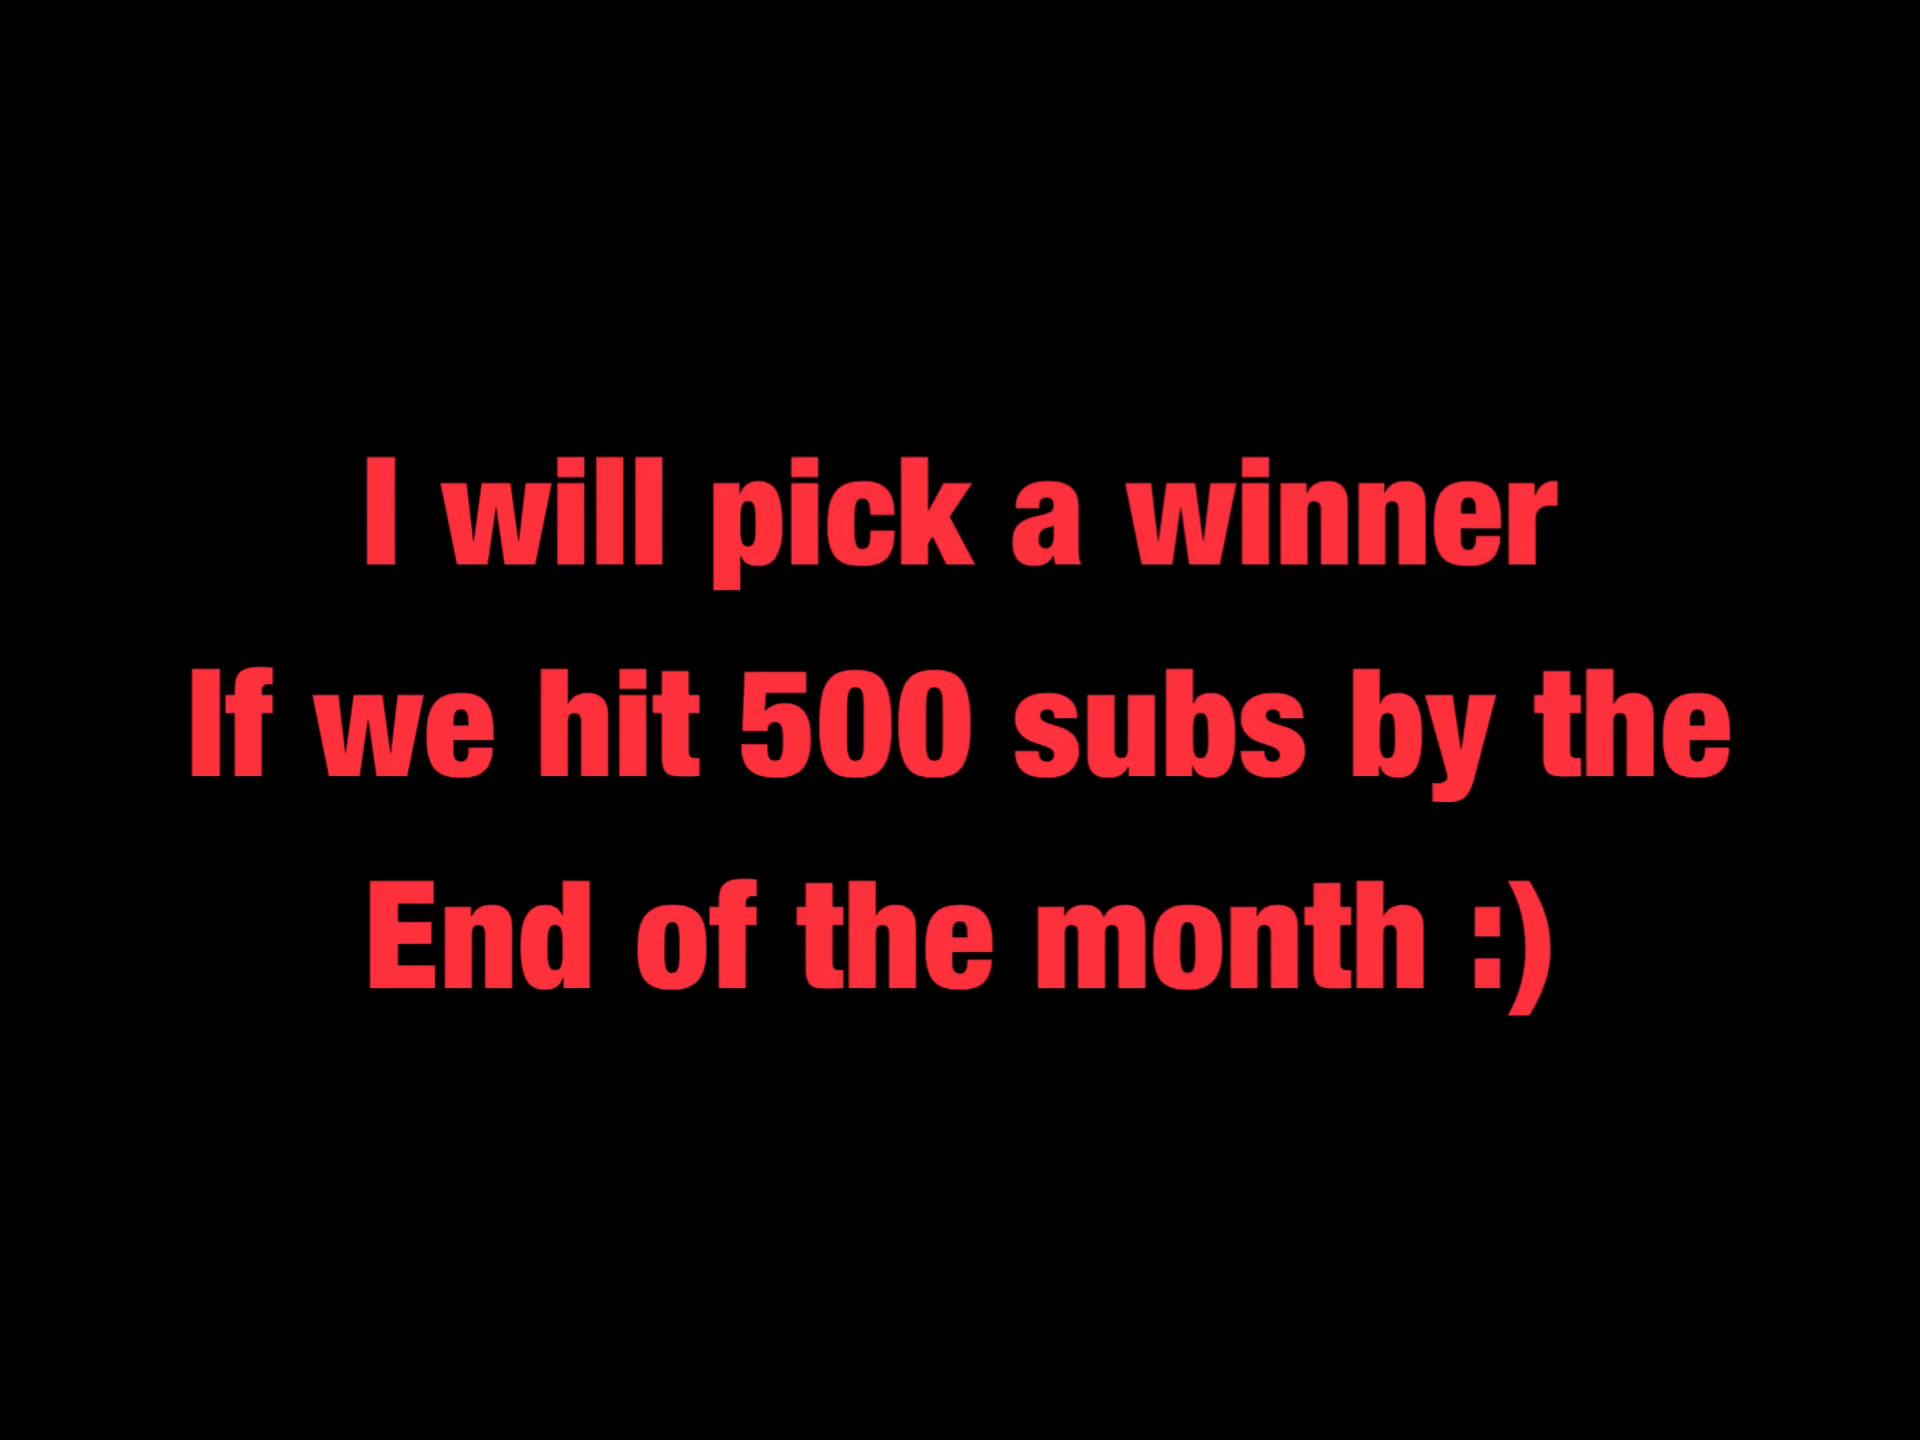 I will pick a winner
If we hit 500 subs by the
End of the month :)